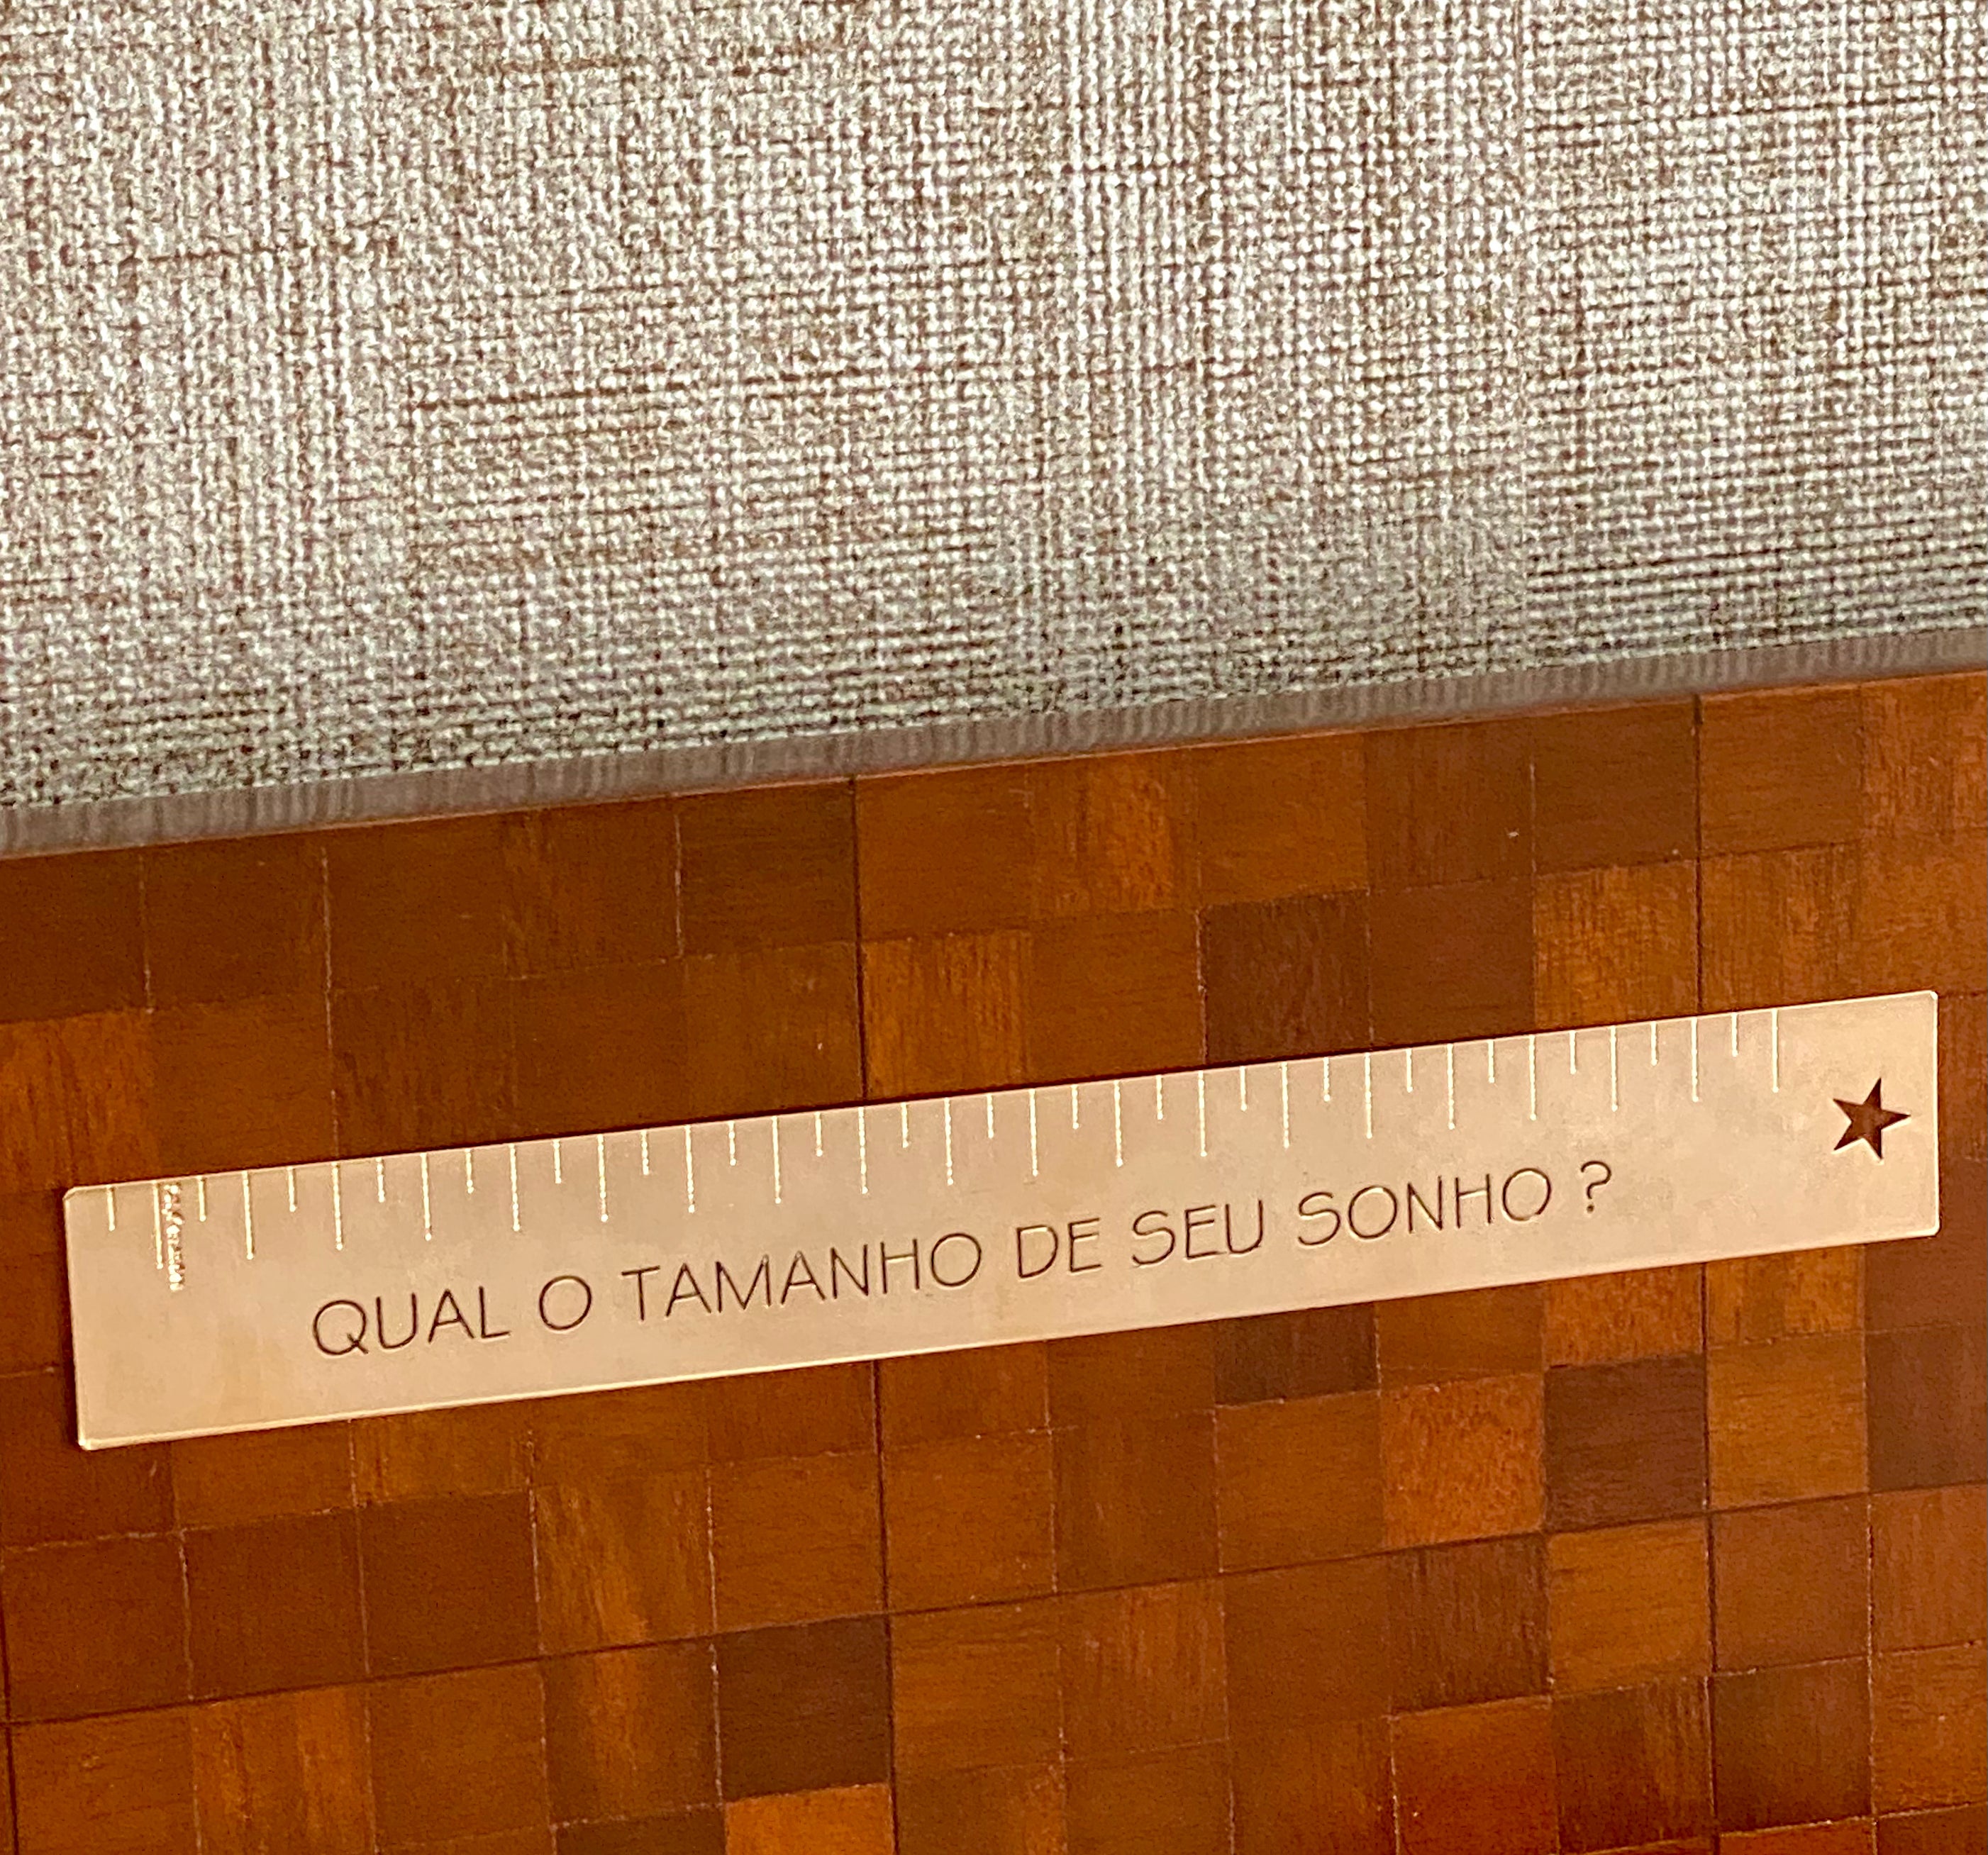 QUAL O TAMANHO DE SEU SONHO ?